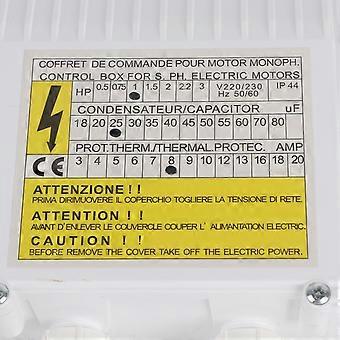 COFFRET DE COMMANDE POUR MOTOR MONOPH.
CONTROL BOX FOR S. PH. ELECTRIC MOTORS
HP 0.5 0.75 1 1.5 2 2.2 3 V220/230 Hz 50/60 IP 44
CONDENSATEUR/CAPACITOR uF
18 20 25 30 35 40 45 50 60 70 80
PROT.THERM./THERMAL.PROTEC. AMP
3 4 5 6 7 8 9 10 11 12 14 16 18 20
CE
ATTENZIONE ! !
PRIMA DIRIMUOVERE IL COPERCHIO TOGLIERE LA TENSIONE DI RETE.
ATTENTION ! !
AVANT D'ENLEVER LE COUVERCLE COUPER L' ALIMANTATION ELECTRIC.
CAUTION ! !
BEFORE REMOVE THE COVER TAKE OFF THE ELECTRIC POWER.